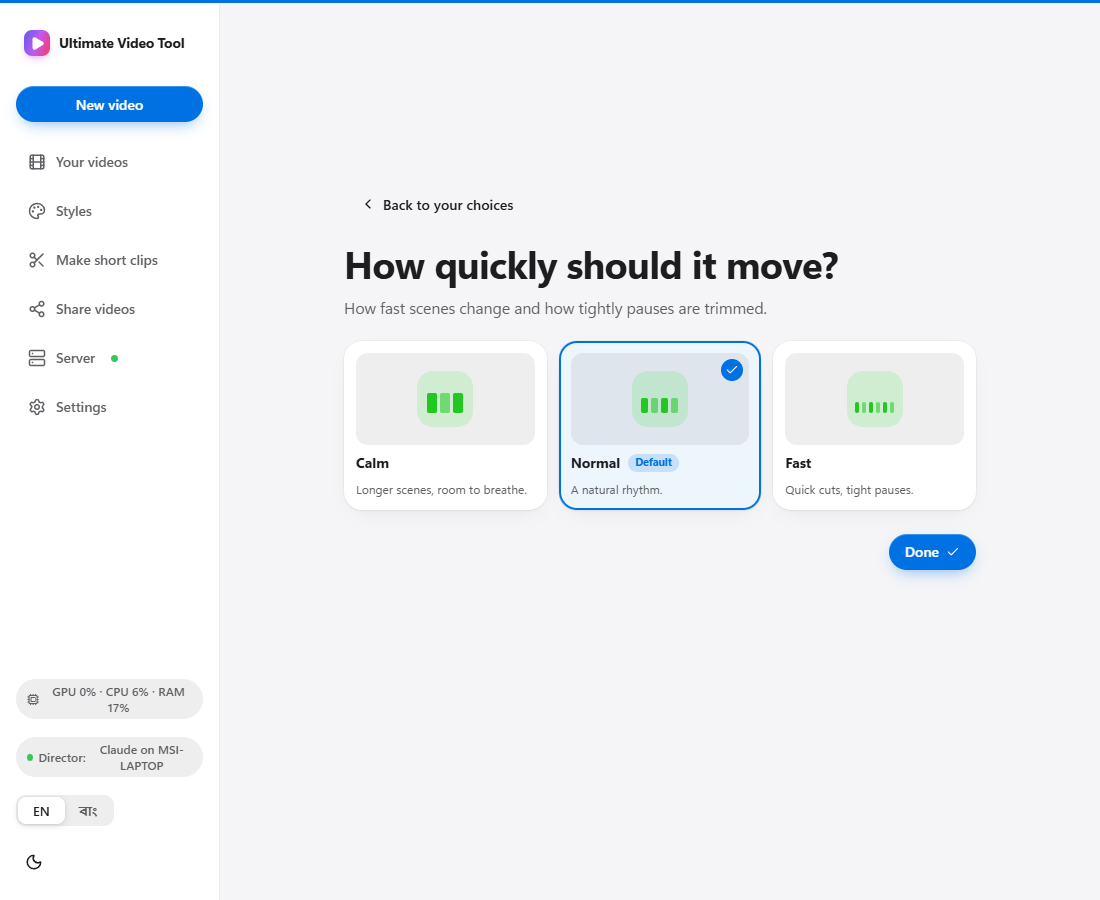 Ultimate Video Tool
New video
Your videos
Styles
Make short clips
Share videos
Server
Settings
GPU 0% · CPU 6% · RAM
17%
Director: Claude on MSI-
LAPTOP
EN বাং
Back to your choices
How quickly should it move?
How fast scenes change and how tightly pauses are trimmed.
Calm
Longer scenes, room to breathe.
Normal Default
A natural rhythm.
Fast
Quick cuts, tight pauses.
Done